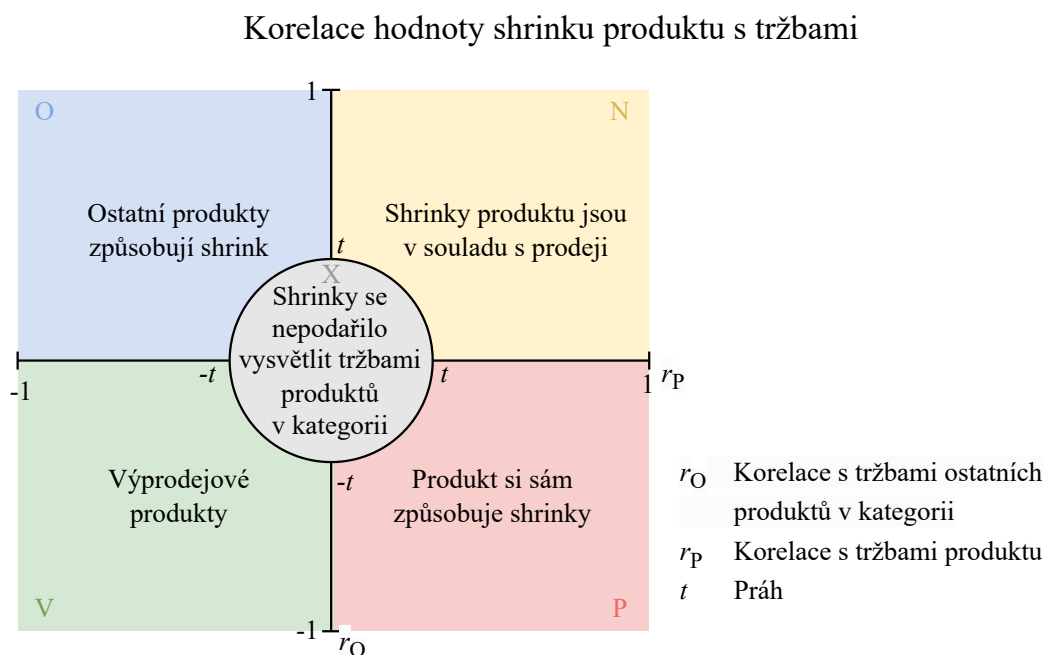 Korelace hodnoty shrinku produktu s tržbami
1
O
N
Ostatní produkty
způsobují shrink
Shrinky produktu jsou
v souladu s prodeji
t
X
Shrinky se
nepodařilo
vysvětlit tržbami
produktů
v kategorii
-1
-t
t
1
rP
-t
Výprodejové
produkty
Produkt si sám
způsobuje shrinky
V
P
-1
rO
rO Korelace s tržbami ostatních
produktů v kategorii
rP Korelace s tržbami produktu
t Práh